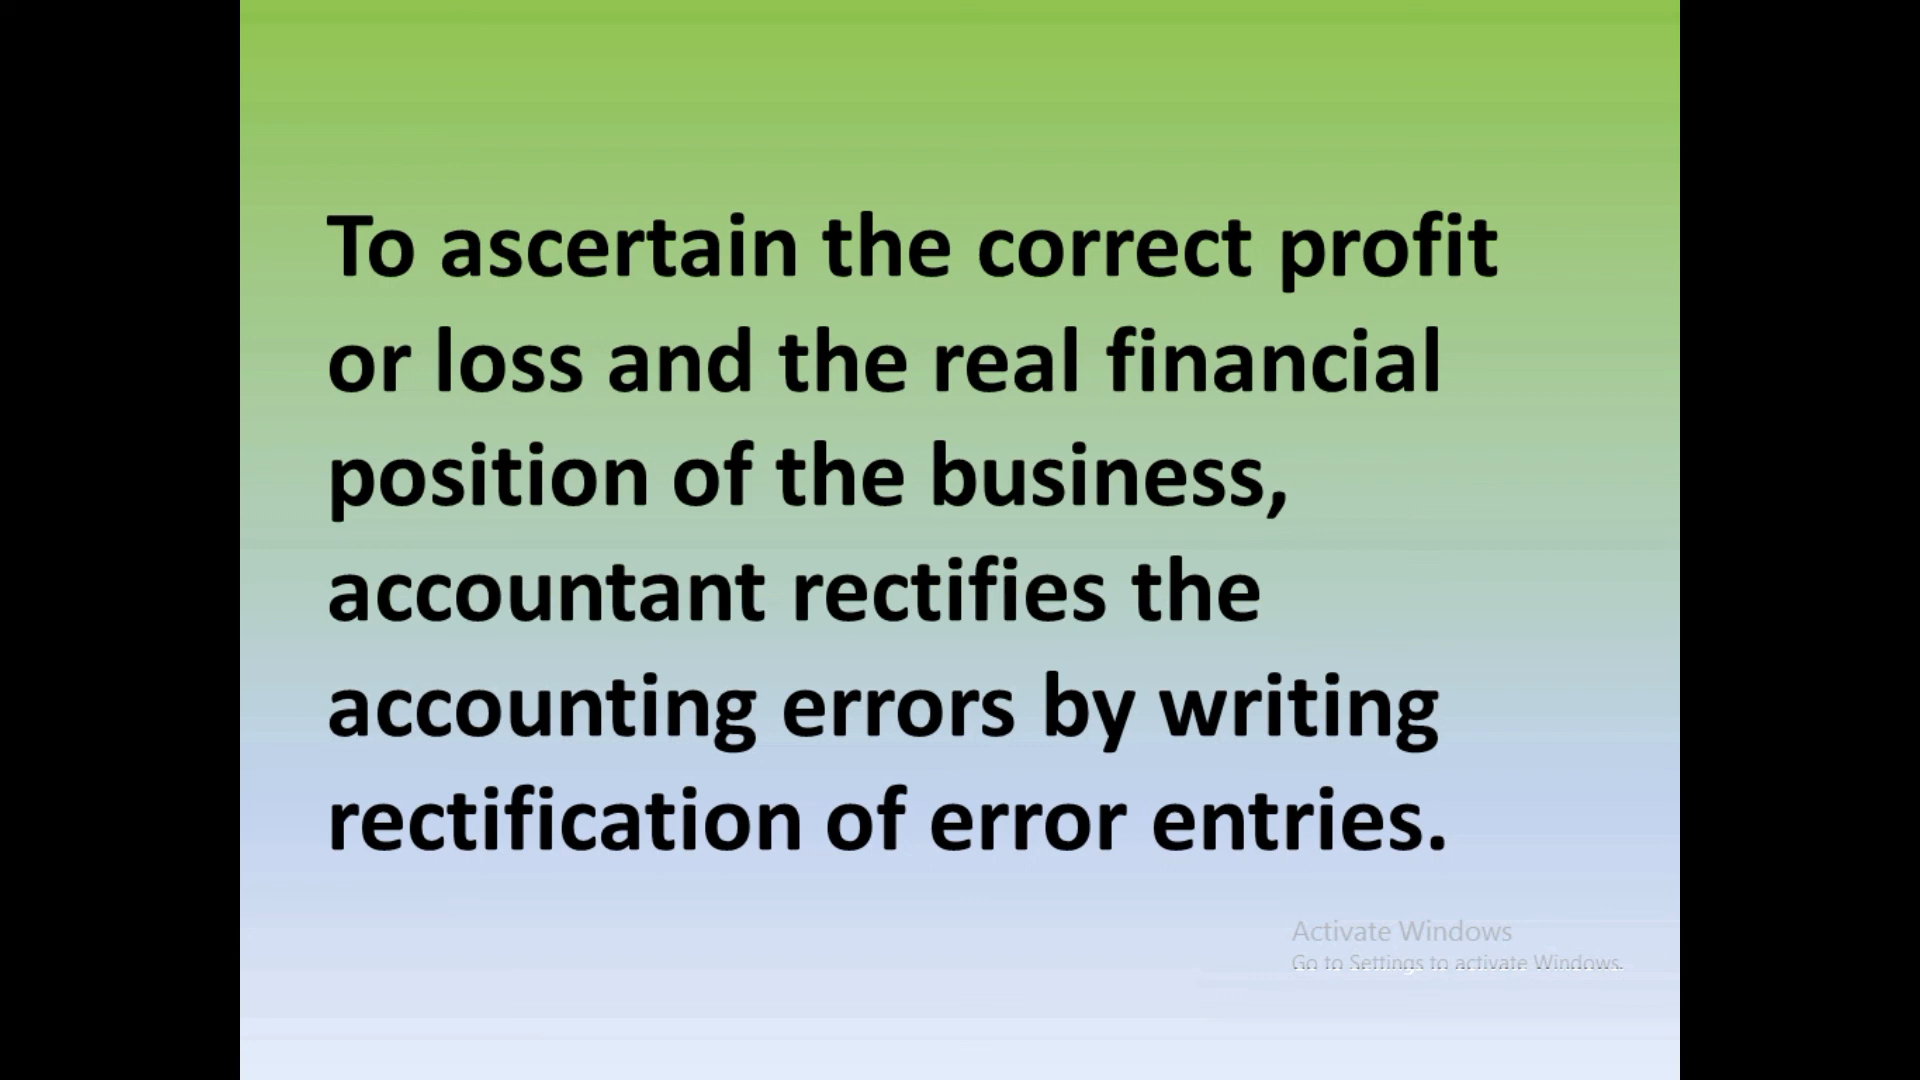 To ascertain the correct profit
or loss and the real financial
position of the business,
accountant rectifies the
accounting errors by writing
rectification of error entries.
Activate Windows
Go to Settings to activate Windows.